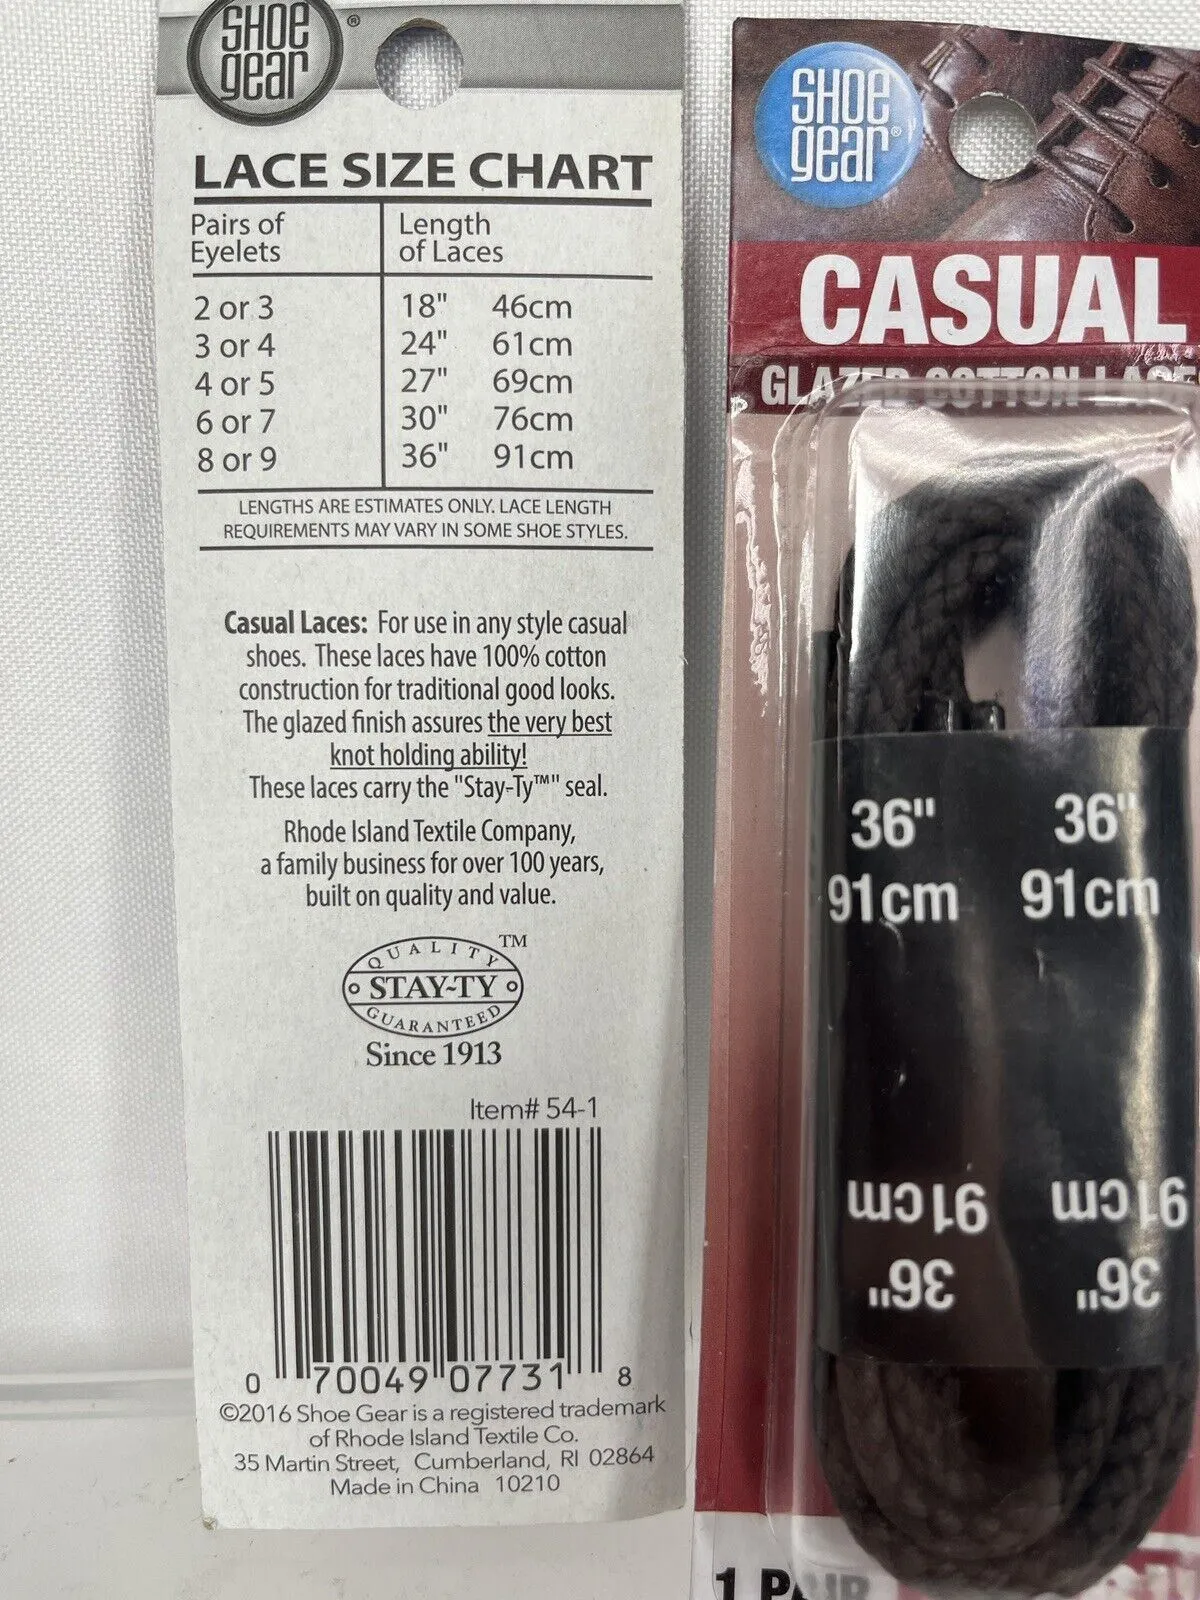 SHOE
gear
®
LACE SIZE CHART
Pairs of Eyelets | Length of Laces
2 or 3 18" 46cm
3 or 4 24" 61cm
4 or 5 27" 69cm
6 or 7 30" 76cm
8 or 9 36" 91cm
LENGTHS ARE ESTIMATES ONLY. LACE LENGTH
REQUIREMENTS MAY VARY IN SOME SHOE STYLES.
Casual Laces: For use in any style casual
shoes. These laces have 100% cotton
construction for traditional good looks.
The glazed finish assures the very best
knot holding ability!
These laces carry the "Stay-Ty™" seal.
Rhode Island Textile Company,
a family business for over 100 years,
built on quality and value.
QUALITY TM
STAY-TY
GUARANTEED
Since 1913
Item# 54-1
0 70049 07731 8
©2016 Shoe Gear is a registered trademark
of Rhode Island Textile Co.
35 Martin Street, Cumberland, RI 02864
Made in China 10210
SHOE
gear®
CASUAL
GLAZED COTTON LACES
36" 36"
91cm 91cm
91cm 91cm
36" 36"
1 PAIR